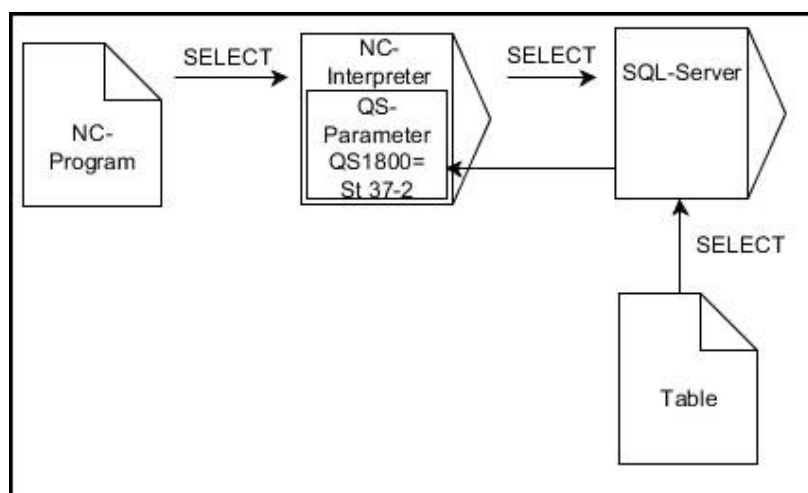 NC-
Program
SELECT
NC-
Interpreter
QS-
Parameter
QS1800=
St 37-2
SELECT
SQL-Server
SELECT
Table